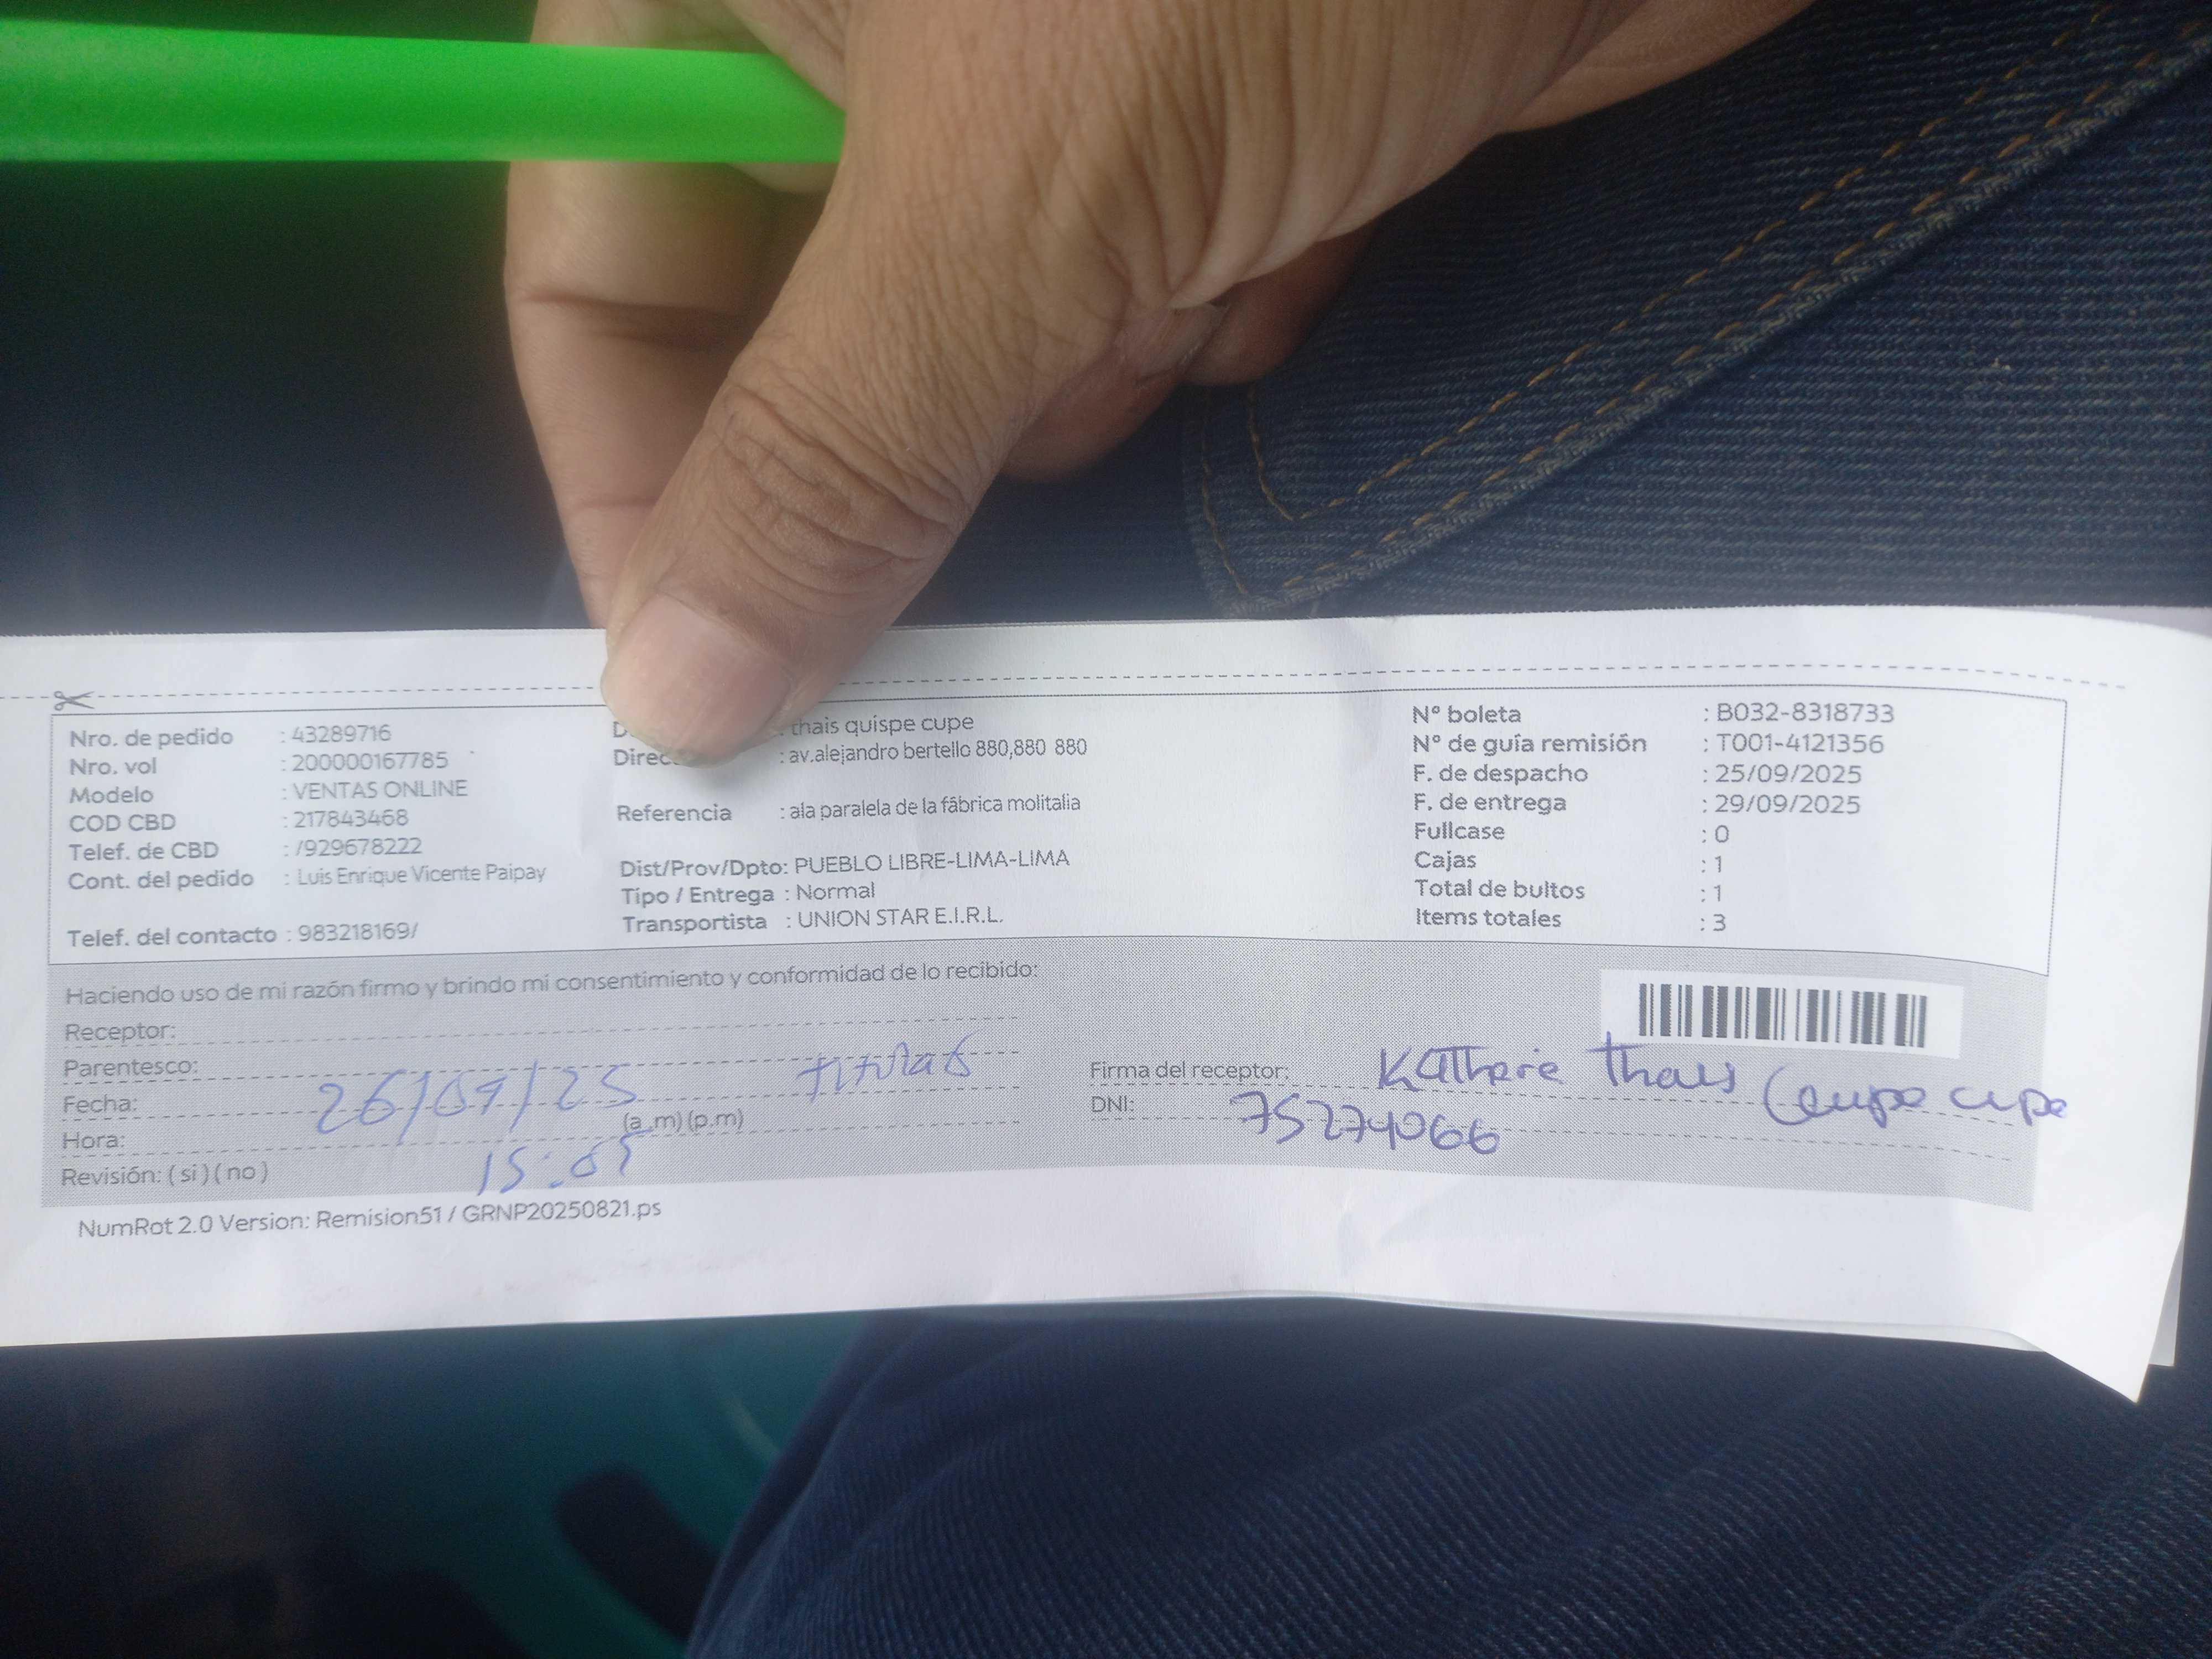 Nro. de pedido : 43289716
Nro. vol : 200000167785
Modelo : VENTAS ONLINE
COD CBD : 217843468
Telef. de CBD : /929678222
Cont. del pedido : Luis Enrique Vicente Paipay
Telef. del contacto : 983218169/
: thais quispe cupe
: av.alejandro bertello 880,880 880
Referencia : ala paralela de la fábrica molitalia
Dist/Prov/Dpto: PUEBLO LIBRE-LIMA-LIMA
Tipo / Entrega : Normal
Transportista : UNION STAR E.I.R.L.
N° boleta : B032-8318733
N° de guía remisión : T001-4121356
F. de despacho : 25/09/2025
F. de entrega : 29/09/2025
Fullcase : 0
Cajas : 1
Total de bultos : 1
Items totales : 3
Haciendo uso de mi razón firmo y brindo mi consentimiento y conformidad de lo recibido:
Receptor:
Parentesco: titular
Fecha: 26/09/25
Hora: (a.m)(p.m)
Revisión: (si)(no)
Firma del receptor: thais cupe
DNI: 75274066
NumRot 2.0 Version: Remision51 / GRNP20250821.ps